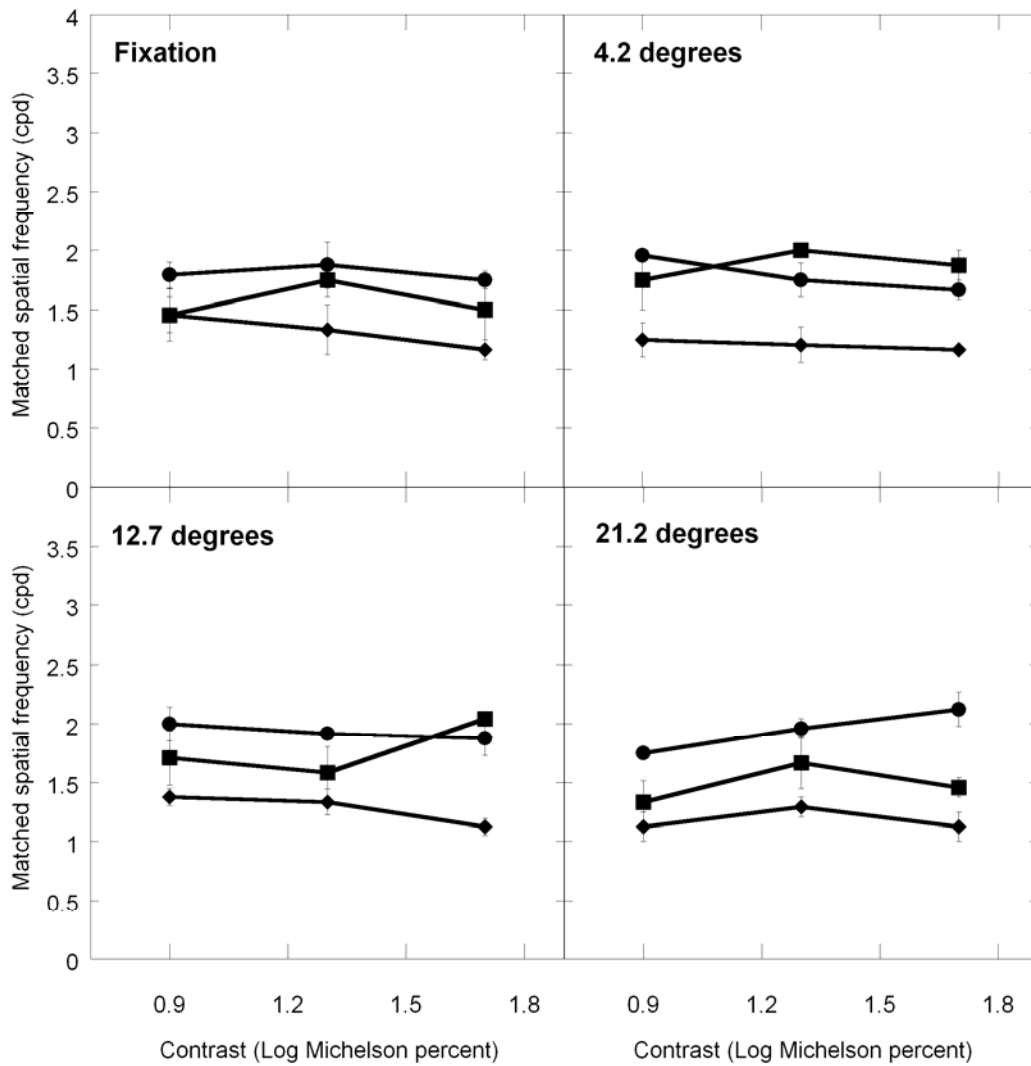 4
3.5
3
2.5
2
1.5
1
0.5
0
Matched spatial frequency (cpd)
Fixation
4.2 degrees
3.5
3
2.5
2
1.5
1
0.5
0
Matched spatial frequency (cpd)
12.7 degrees
21.2 degrees
0.9 1.2 1.5 1.8
0.9 1.2 1.5 1.8
Contrast (Log Michelson percent)
Contrast (Log Michelson percent)